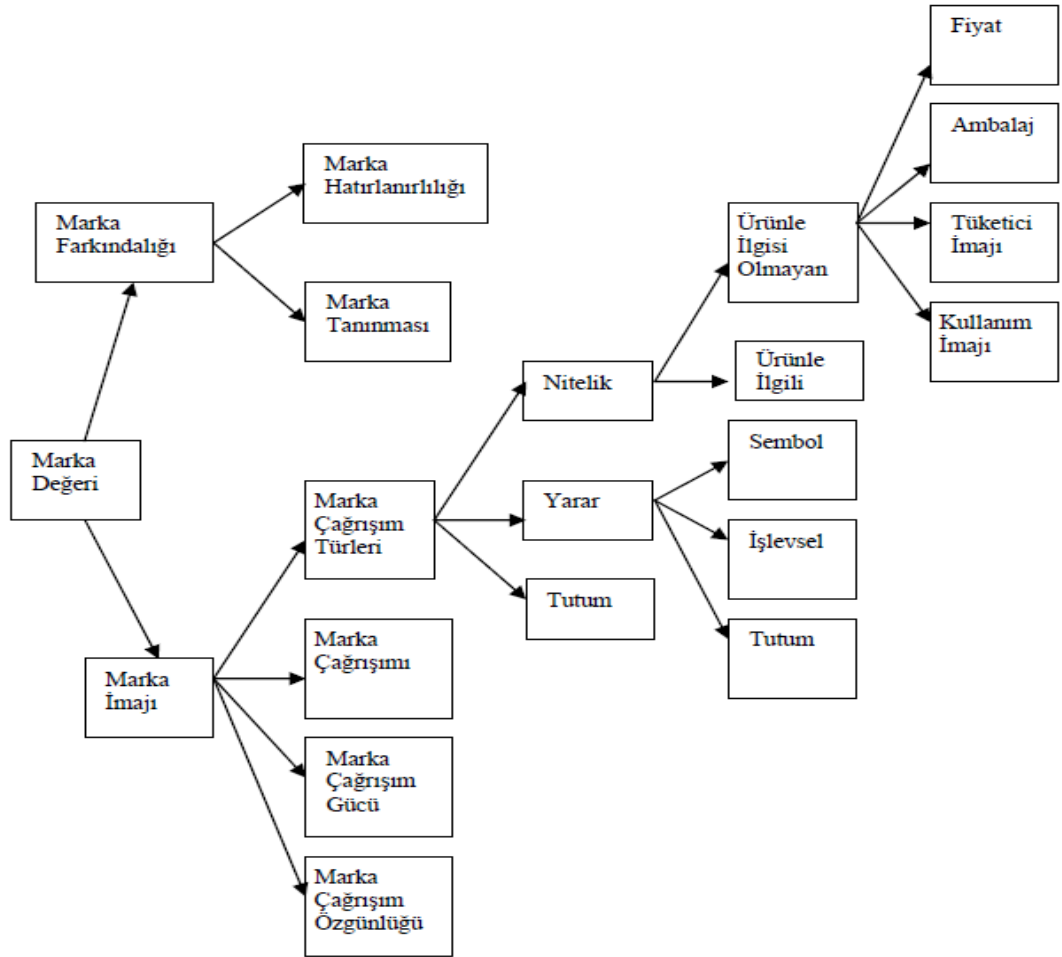 Fiyat
Ambalaj
Marka
Hatırlanırlılığı
Marka
Farkındalığı
Ürünle
İlgisi
Olmayan
Tüketici
İmajı
Marka
Tanınması
Kullanım
İmajı
Nitelik
Ürünle
İlgili
Marka
Değeri
Sembol
Marka
Çağrışım
Türleri
Yarar
İşlevsel
Tutum
Tutum
Marka
Çağrışımı
Marka
İmajı
Marka
Çağrışım
Gücü
Marka
Çağrışım
Özgünlüğü